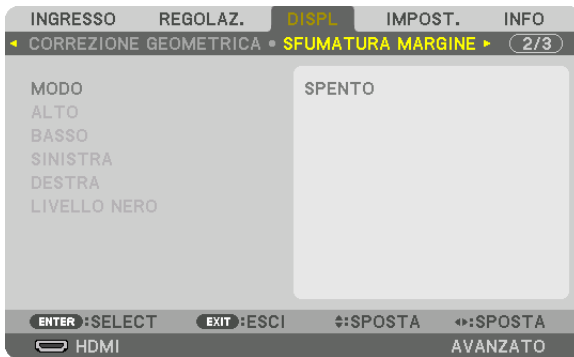 INGRESSO REGOLAZ. DISPL IMPOST. INFO
CORREZIONE GEOMETRICA • SFUMATURA MARGINE 2/3
MODO SPENTO
ALTO
BASSO
SINISTRA
DESTRA
LIVELLO NERO
ENTER :SELECT EXIT :ESCI :SPOSTA :SPOSTA
HDMI AVANZATO